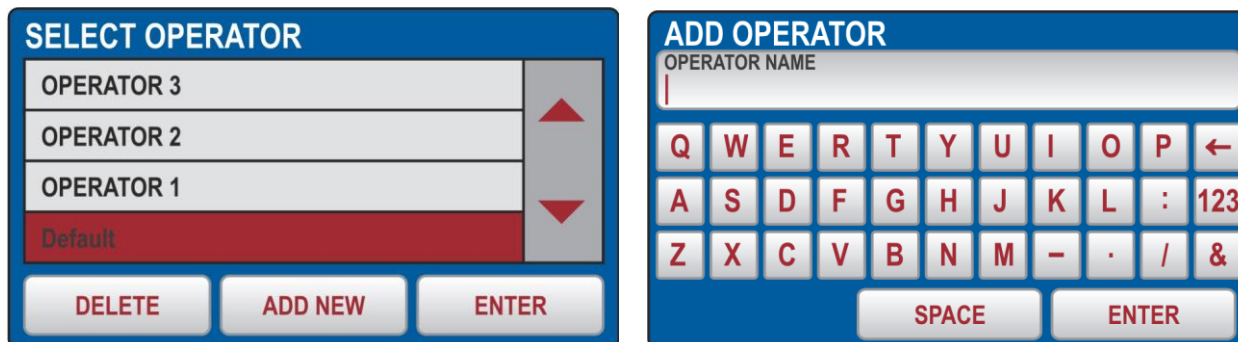 SELECT OPERATOR
OPERATOR 3
OPERATOR 2
OPERATOR 1
Default
DELETE ADD NEW ENTER
ADD OPERATOR
OPERATOR NAME
Q W E R T Y U I O P ←
A S D F G H J K L : 123
Z X C V B N M – · / &
SPACE ENTER